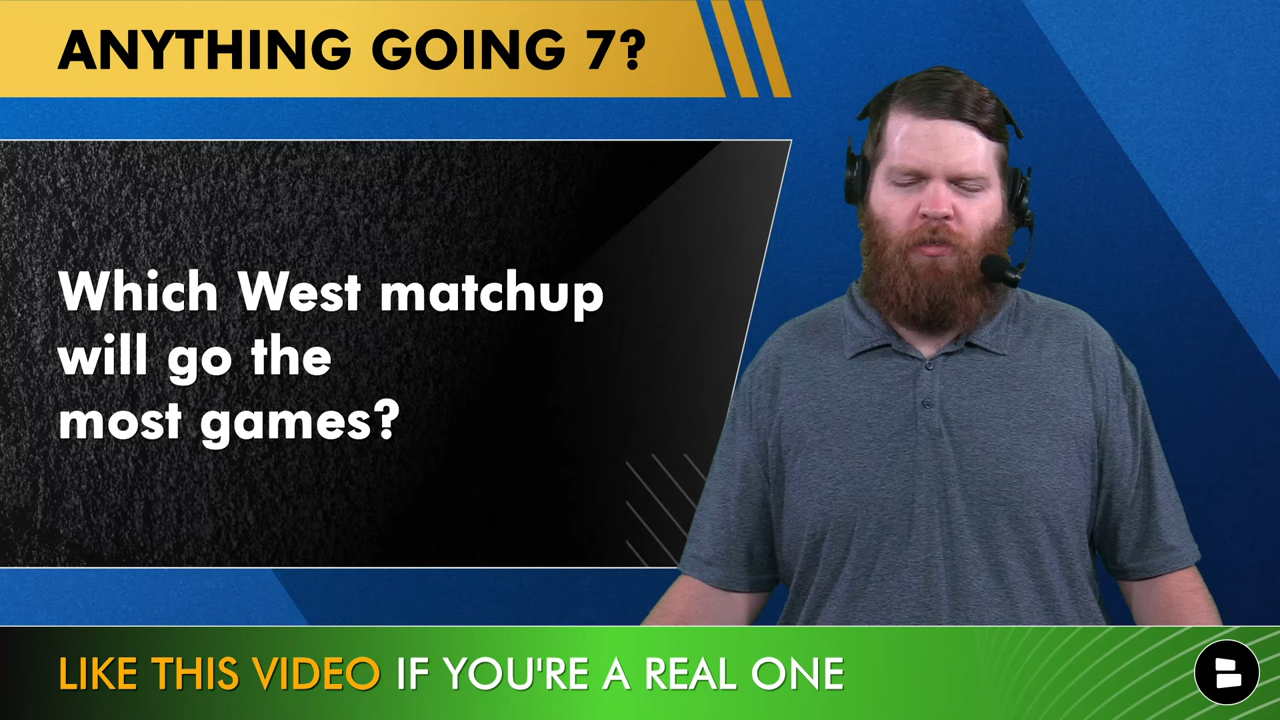 ANYTHING GOING 7?
Which West matchup
will go the
most games?
LIKE THIS VIDEO IF YOU'RE A REAL ONE